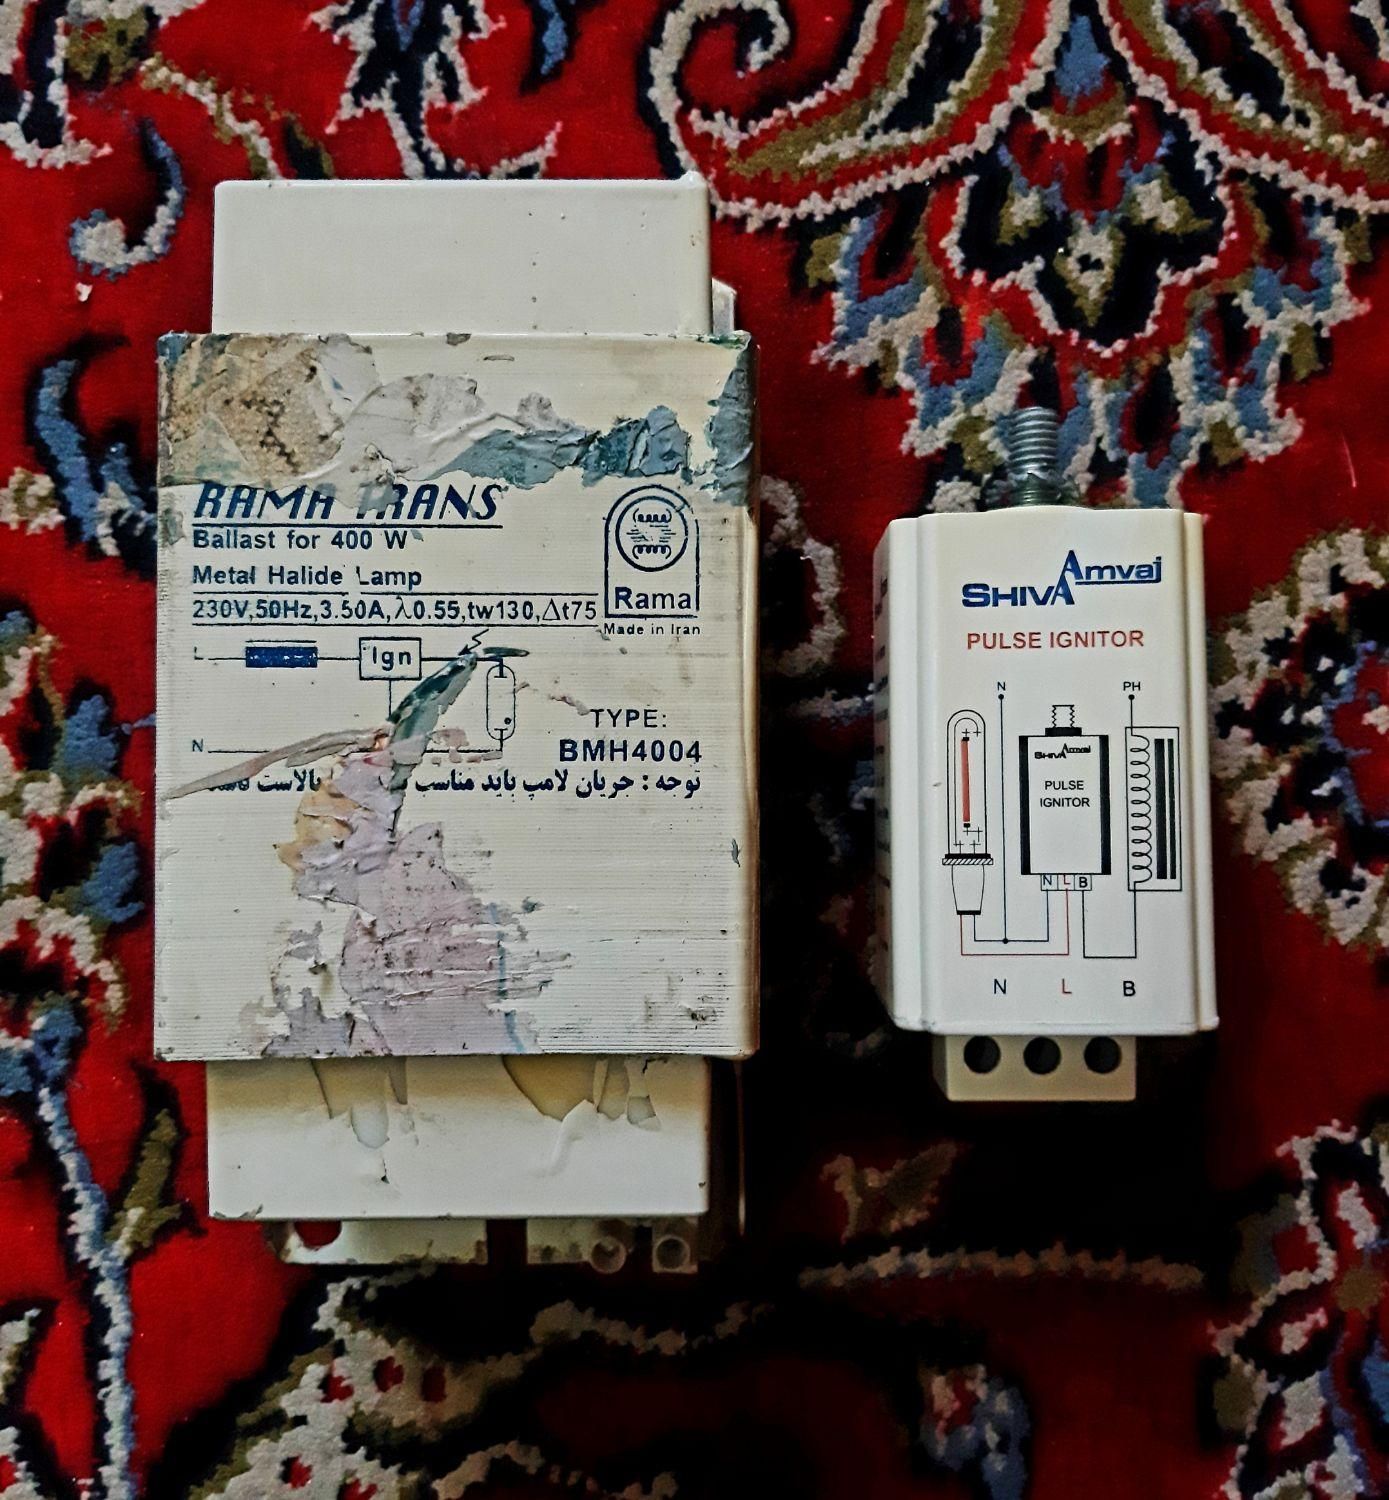 RAMA TRANS
Ballast for 400 W
Metal Halide Lamp
230V,50Hz,3.50A,λ0.55,tw130,Δt75
Rama
Made in Iran
L
Ign
N
TYPE:
BMH4004
توجه : جریان لامپ باید مناسب بالاست
SHIVA Amvaj
PULSE IGNITOR
N
PH
SHIVA Amvaj
PULSE
IGNITOR
N L B
N L B